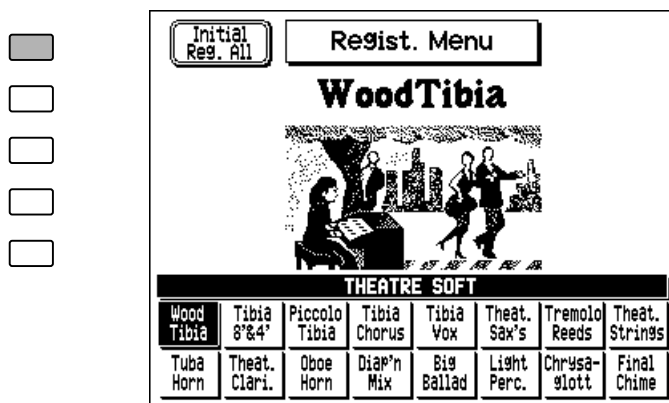 Initial
Reg. All
Regist. Menu
WoodTibia
THEATRE SOFT
Wood Tibia
Tibia 8'&4'
Piccolo Tibia
Tibia Chorus
Tibia Vox
Theat. Sax's
Tremolo Reeds
Theat. Strings
Tuba Horn
Theat. Clari.
Oboe Horn
Diap'n Mix
Big Ballad
Light Perc.
Chrysa-glott
Final Chime